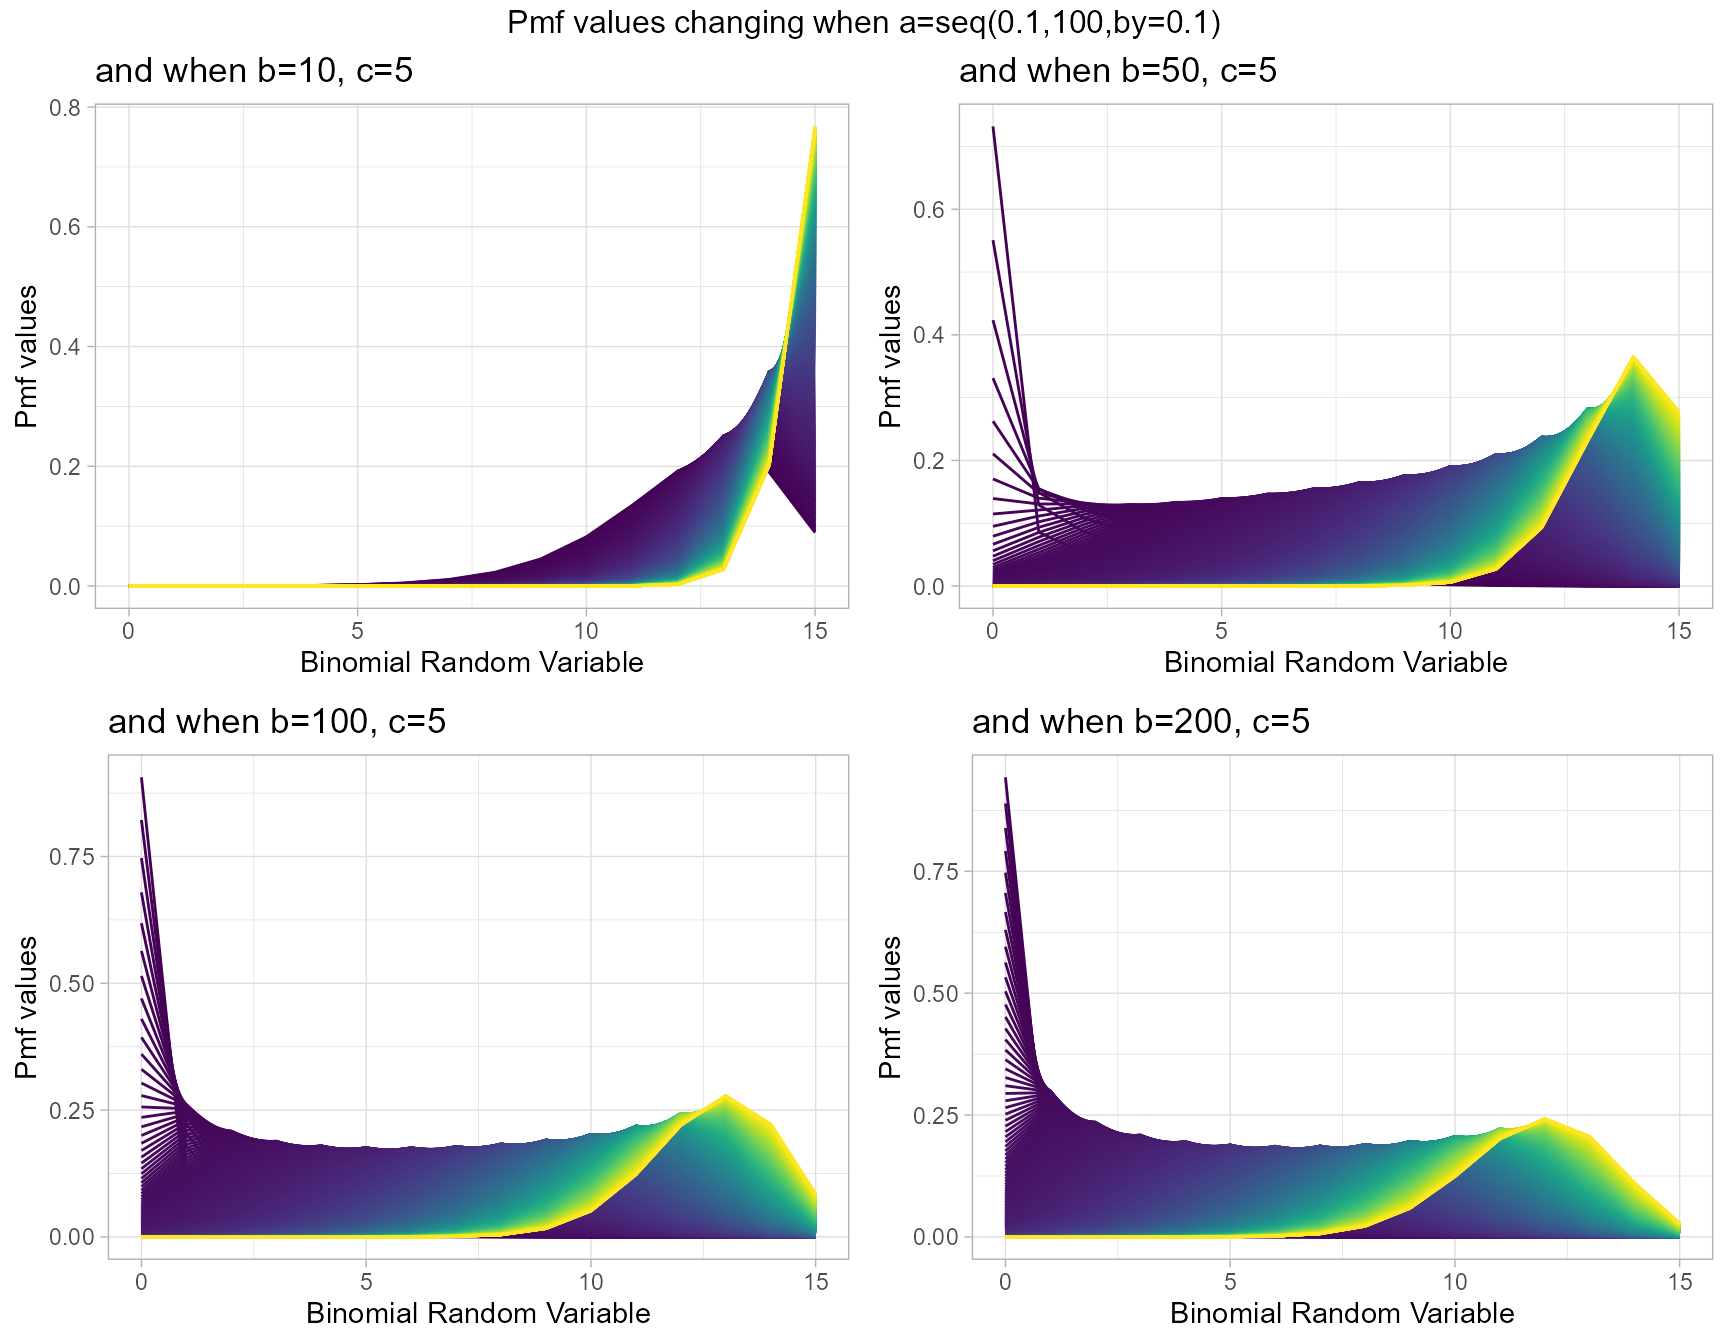 Pmf values changing when a=seq(0.1,100,by=0.1)
and when b=10, c=5
0.8
0.6
0.4
0.2
0.0
Pmf values
0 5 10 15
Binomial Random Variable
and when b=50, c=5
0.6
0.4
0.2
0.0
Pmf values
0 5 10 15
Binomial Random Variable
and when b=100, c=5
0.75
0.50
0.25
0.00
Pmf values
0 5 10 15
Binomial Random Variable
and when b=200, c=5
0.75
0.50
0.25
0.00
Pmf values
0 5 10 15
Binomial Random Variable